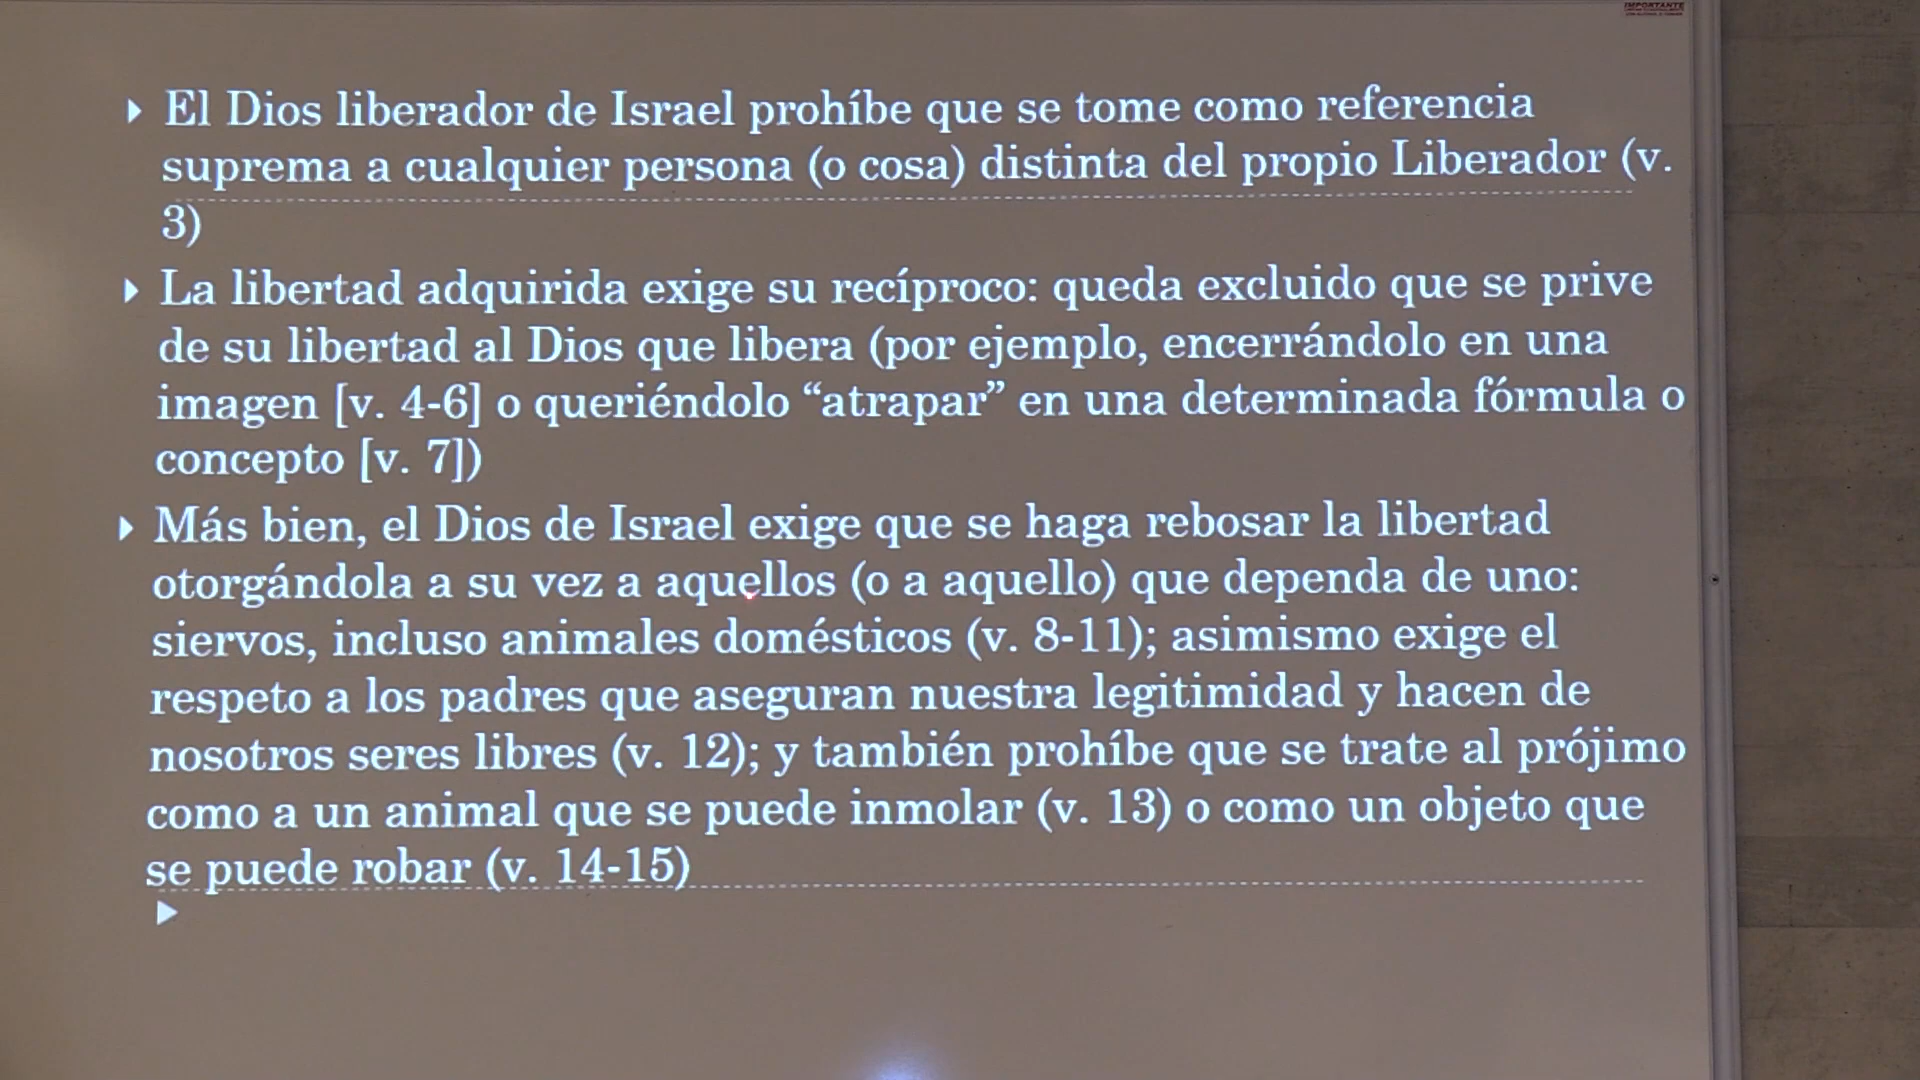 IMPORTANTE
El Dios liberador de Israel prohíbe que se tome como referencia
suprema a cualquier persona (o cosa) distinta del propio Liberador (v.
3)
La libertad adquirida exige su recíproco: queda excluido que se prive
de su libertad al Dios que libera (por ejemplo, encerrándolo en una
imagen [v. 4-6] o queriéndolo “atrapar” en una determinada fórmula o
concepto [v. 7])
Más bien, el Dios de Israel exige que se haga rebosar la libertad
otorgándola a su vez a aquellos (o a aquello) que dependa de uno:
siervos, incluso animales domésticos (v. 8-11); asimismo exige el
respeto a los padres que aseguran nuestra legitimidad y hacen de
nosotros seres libres (v. 12); y también prohíbe que se trate al prójimo
como a un animal que se puede inmolar (v. 13) o como un objeto que
se puede robar (v. 14-15)